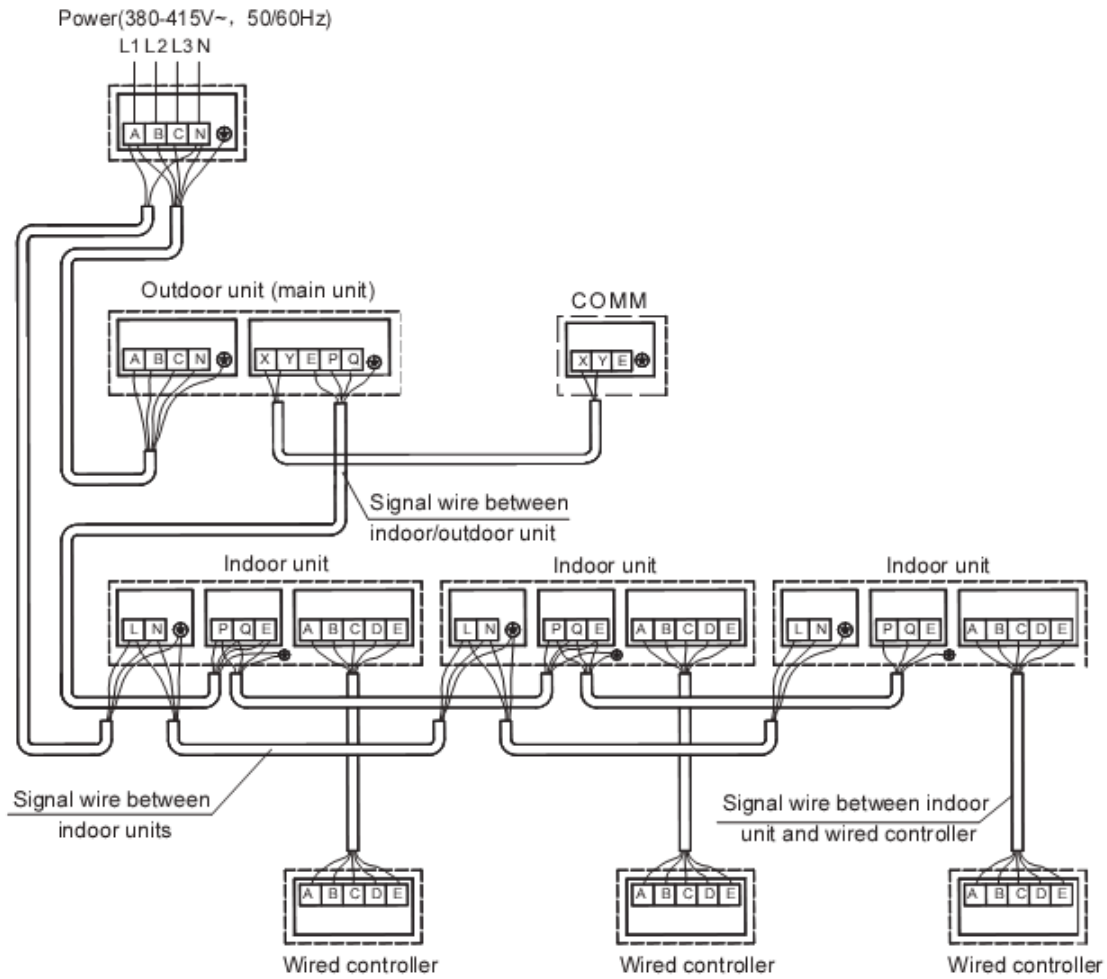 Power(380-415V~, 50/60Hz)
L1 L2 L3 N
A B C N
Outdoor unit (main unit)
COMM
A B C N
X Y E P Q
X Y E
Signal wire between
indoor/outdoor unit
Indoor unit
Indoor unit
Indoor unit
L N
P Q E
A B C D E
L N
P Q E
A B C D E
L N
P Q E
A B C D E
Signal wire between
indoor units
Signal wire between indoor
unit and wired controller
A B C D E
A B C D E
A B C D E
Wired controller
Wired controller
Wired controller